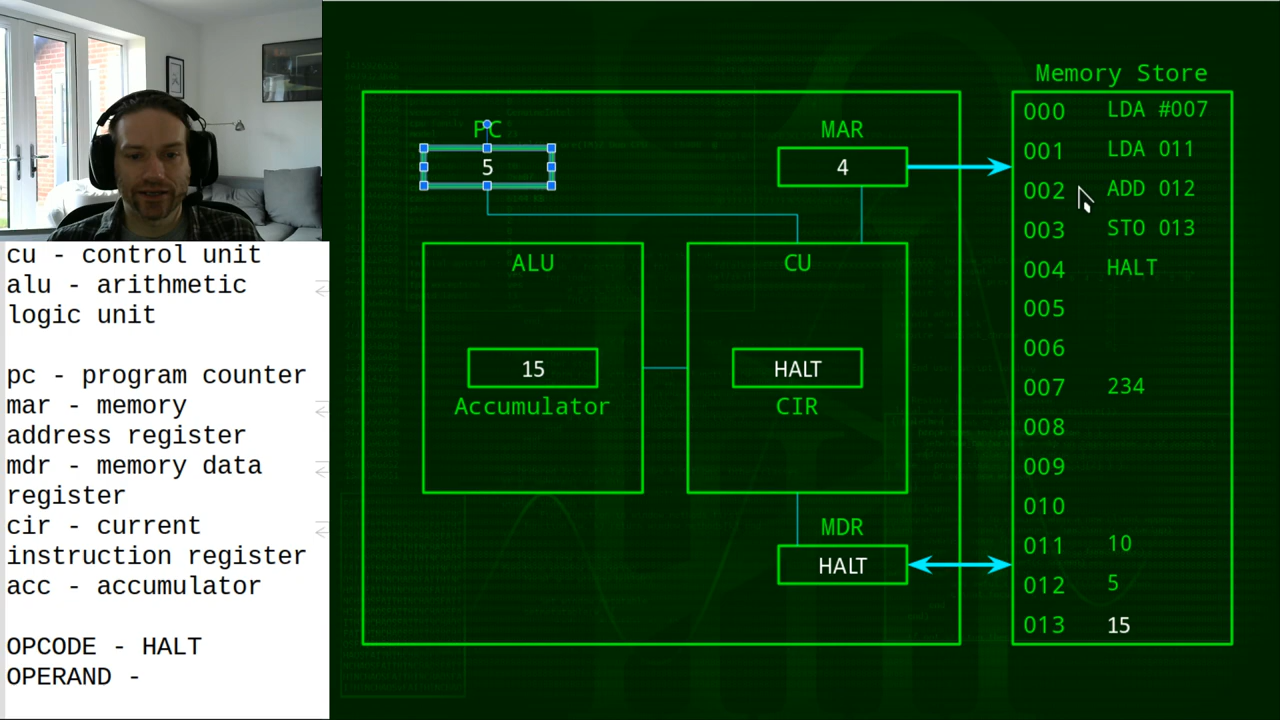 cu - control unit
alu - arithmetic
logic unit
pc - program counter
mar - memory
address register
mdr - memory data
register
cir - current
instruction register
acc - accumulator
OPCODE - HALT
OPERAND -
PC
5
MAR
4
ALU
15
Accumulator
CU
HALT
CIR
MDR
HALT
Memory Store
000 LDA #007
001 LDA 011
002 ADD 012
003 STO 013
004 HALT
005
006
007 234
008
009
010
011 10
012 5
013 15